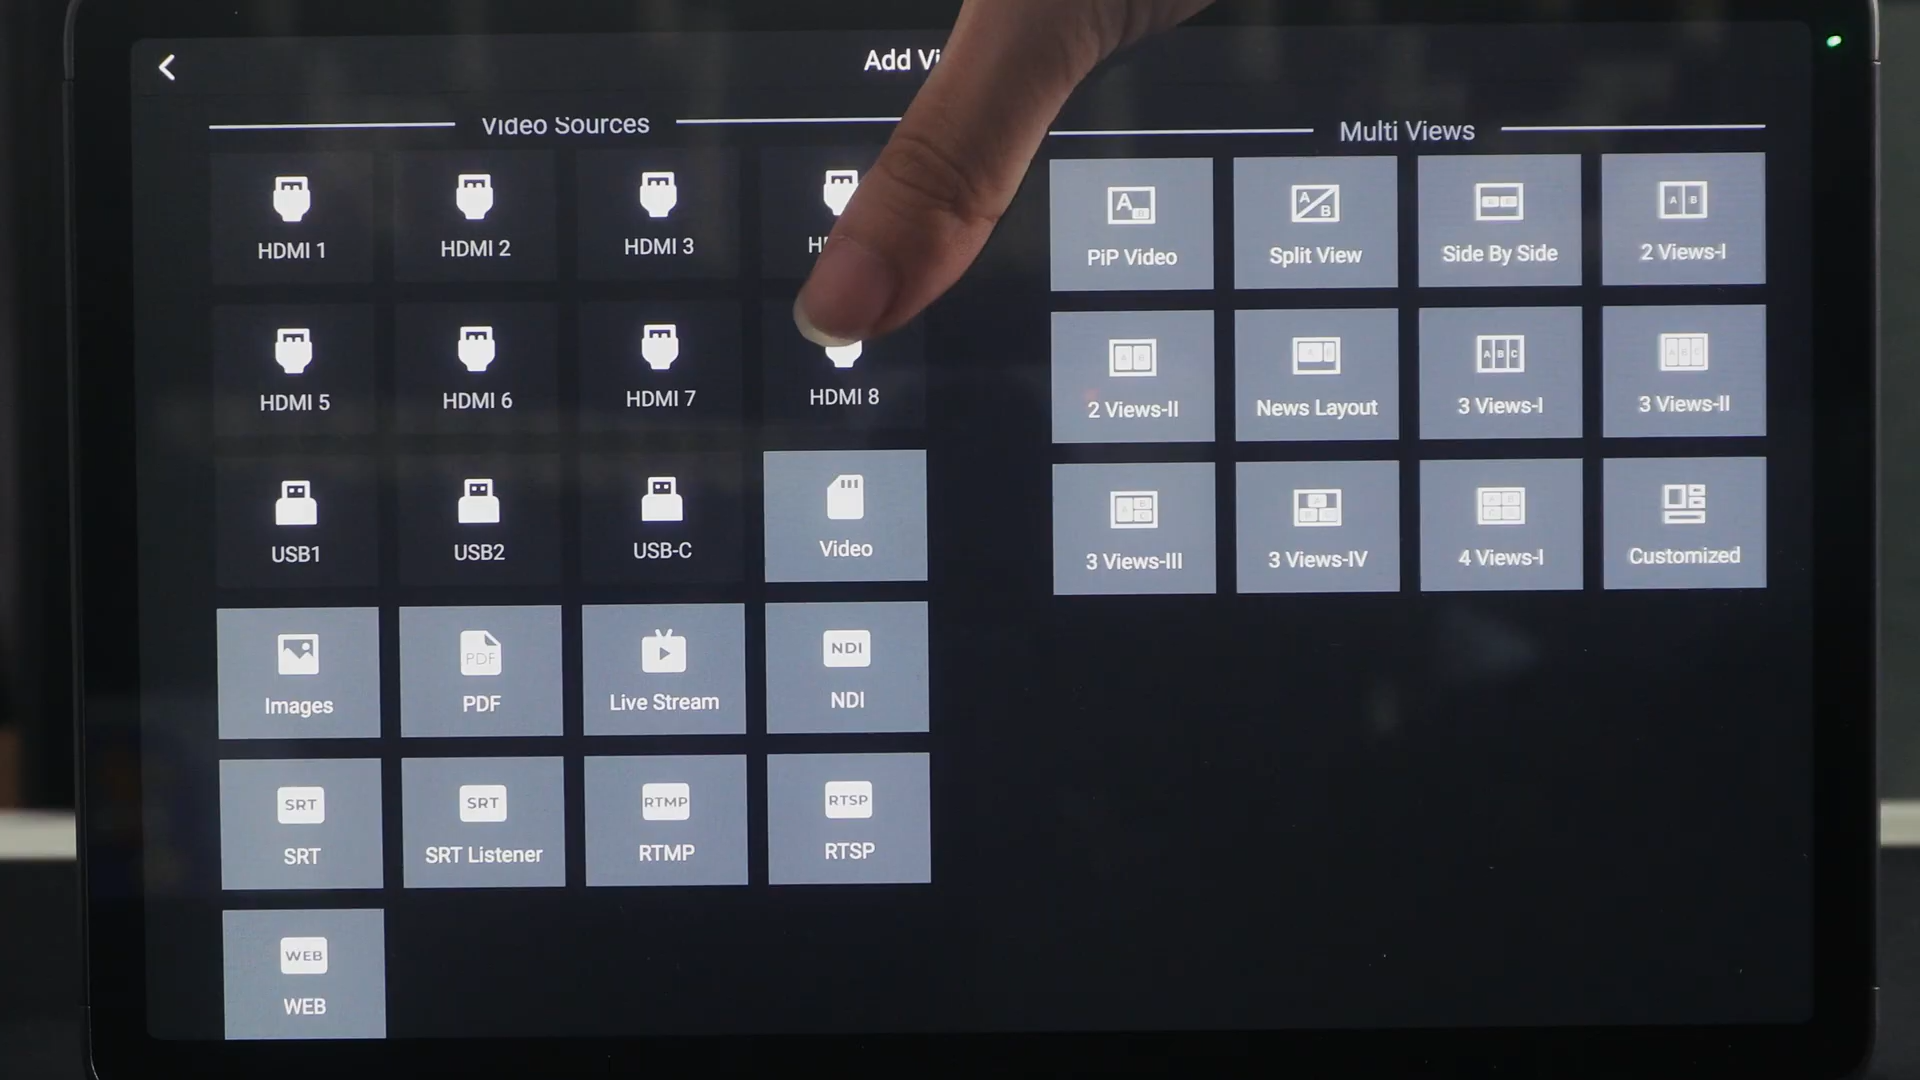 Add Vi
Video Sources
Multi Views
HDMI 1
HDMI 2
HDMI 3
H
HDMI 5
HDMI 6
HDMI 7
HDMI 8
USB1
USB2
USB-C
Video
Images
PDF
PDF
Live Stream
NDI
NDI
SRT
SRT
SRT
SRT Listener
RTMP
RTMP
RTSP
RTSP
WEB
WEB
A B
PiP Video
A B
Split View
Side By Side
A B
2 Views-I
A B
2 Views-II
A B
News Layout
A B C
3 Views-I
A B C
3 Views-II
A B C
3 Views-III
3 Views-IV
4 Views-I
Customized